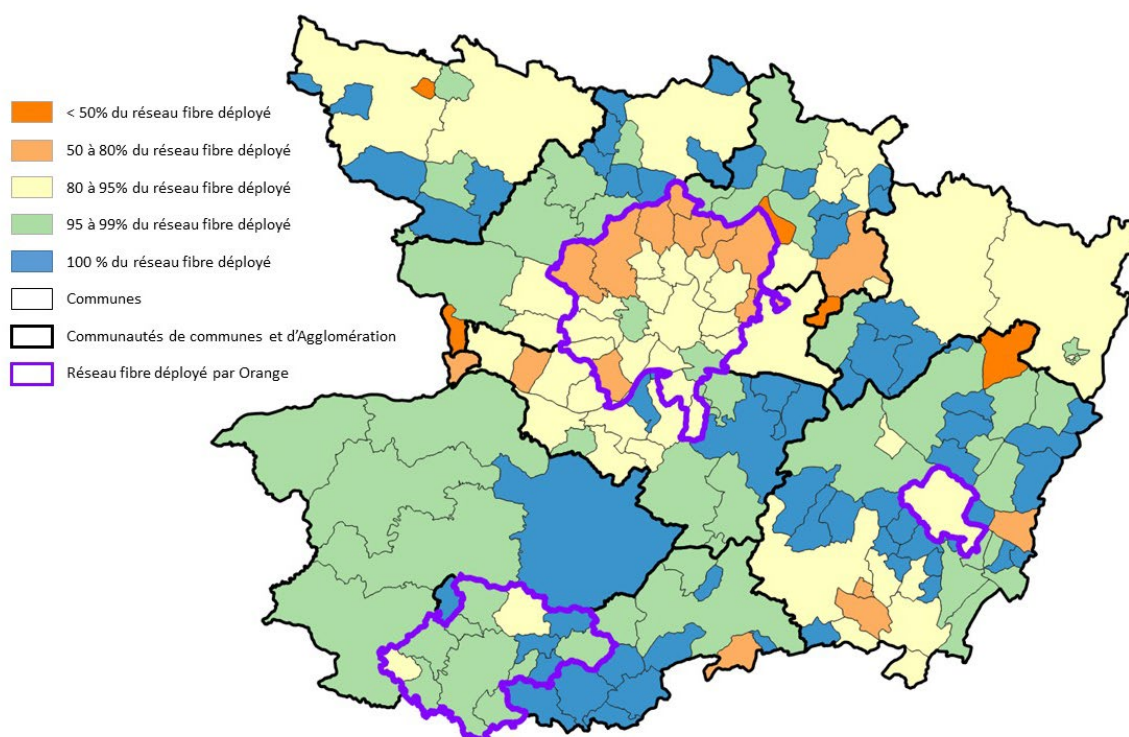 < 50% du réseau fibre déployé
50 à 80% du réseau fibre déployé
80 à 95% du réseau fibre déployé
95 à 99% du réseau fibre déployé
100 % du réseau fibre déployé
Communes
Communautés de communes et d’Agglomération
Réseau fibre déployé par Orange